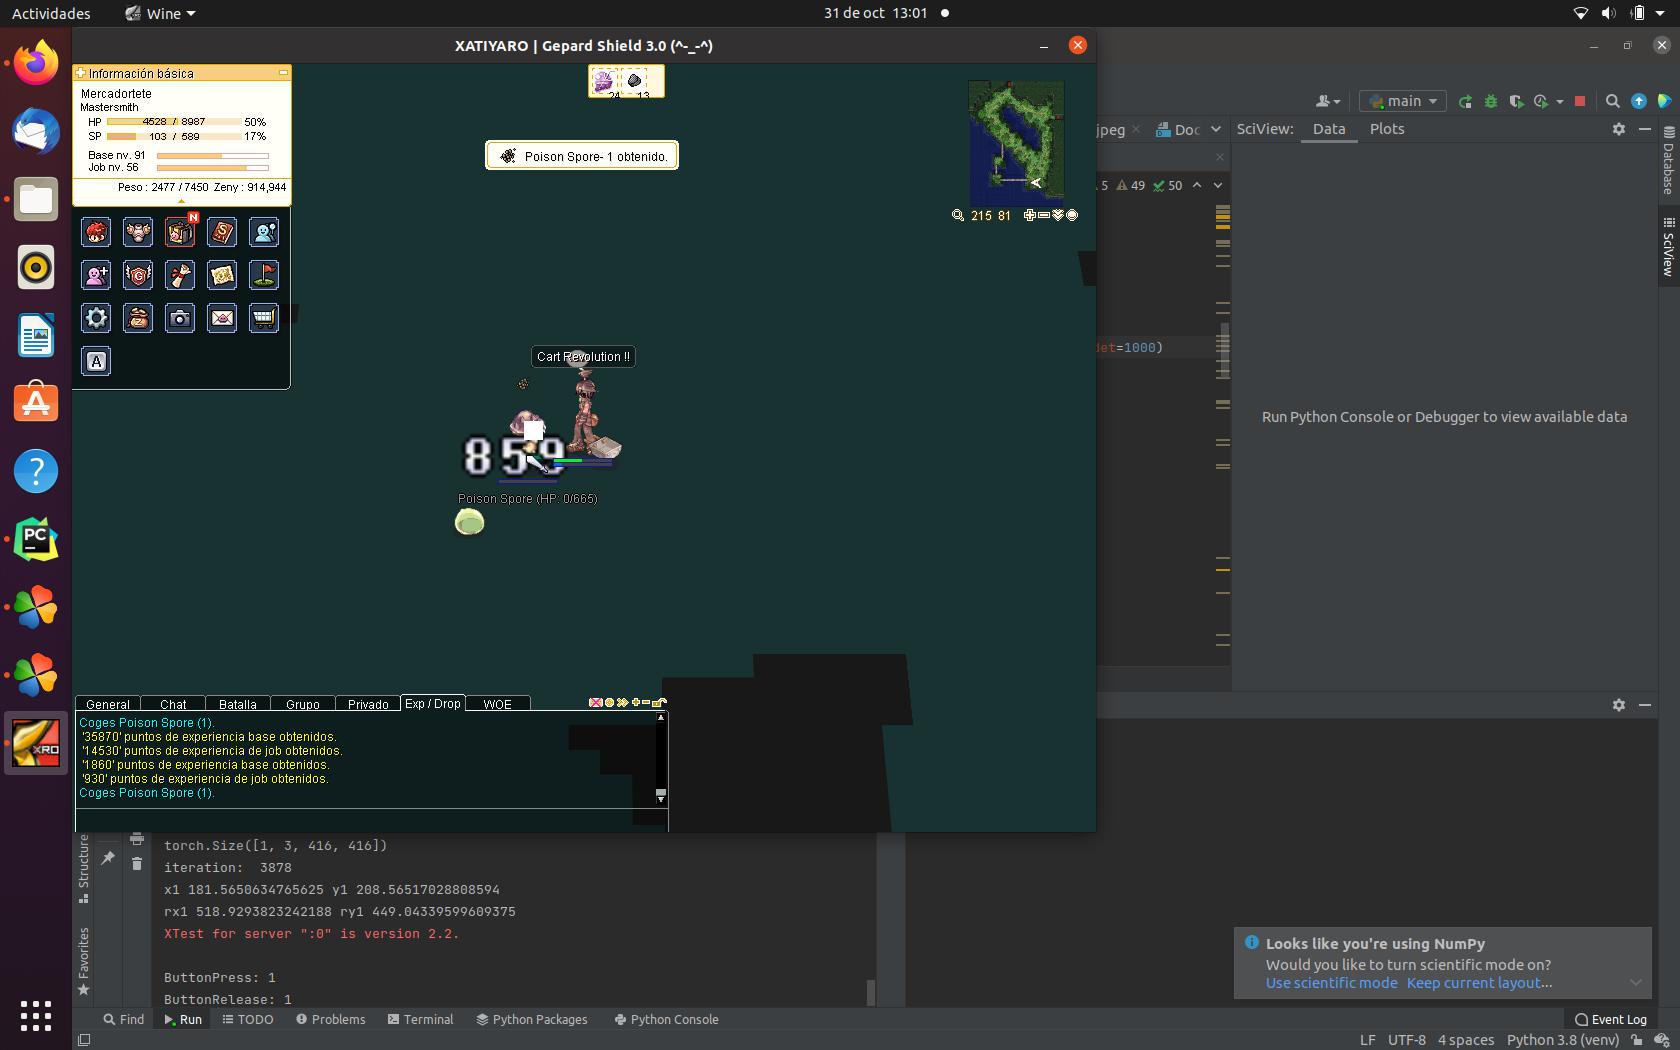 Actividades
Wine
31 de oct 13:01
XATIYARO | Gepard Shield 3.0 (^-_-^)
Información básica
Mercadortete
Mastersmith
HP 4528 / 8987 50%
SP 103 / 589 17%
Base nv. 91
Job nv. 56
Peso : 2477 / 7450 Zeny : 914,944
N
24 13
Poison Spore- 1 obtenido.
215 81
Cart Revolution !!
859
Poison Spore (HP: 0/665)
General Chat Batalla Grupo Privado Exp / Drop WOE
Coges Poison Spore (1).
'35870' puntos de experiencia base obtenidos.
'14530' puntos de experiencia de job obtenidos.
'1860' puntos de experiencia base obtenidos.
'930' puntos de experiencia de job obtenidos.
Coges Poison Spore (1).
main
jpeg Doc
SciView: Data Plots
5 49 50
det=1000)
Run Python Console or Debugger to view available data
Database
SciView
Structure
Favorites
torch.Size([1, 3, 416, 416])
iteration: 3878
x1 181.5650634765625 y1 208.56517028808594
rx1 518.9293823242188 ry1 449.04339599609375
XTest for server ":0" is version 2.2.
ButtonPress: 1
ButtonRelease: 1
Looks like you're using NumPy
Would you like to turn scientific mode on?
Use scientific mode Keep current layout...
Find Run TODO Problems Terminal Python Packages Python Console
Event Log
LF UTF-8 4 spaces Python 3.8 (venv)